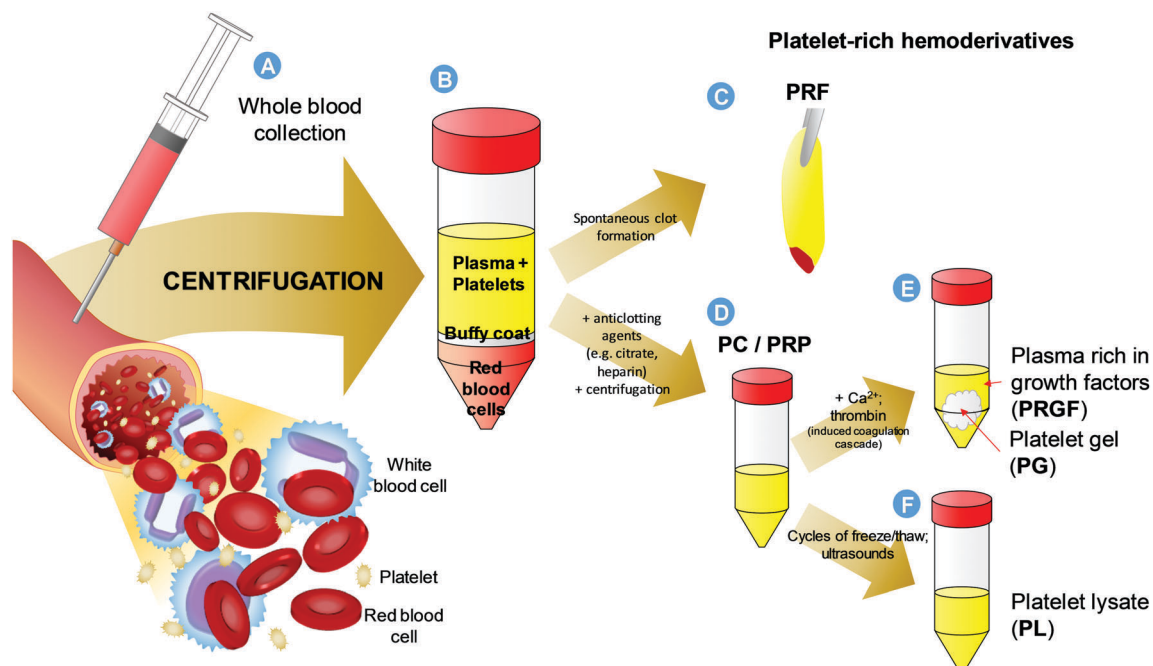 Platelet-rich hemoderivatives
A
Whole blood
collection
CENTRIFUGATION
B
Plasma +
Platelets
Buffy coat
Red
blood
cells
Spontaneous clot
formation
+ anticlotting
agents
(e.g. citrate,
heparin)
+ centrifugation
C
PRF
D
PC / PRP
+ Ca²⁺;
thrombin
(induced coagulation
cascade)
E
Plasma rich in
growth factors
(PRGF)
Platelet gel
(PG)
Cycles of freeze/thaw;
ultrasounds
F
Platelet lysate
(PL)
White
blood cell
Platelet
Red blood
cell